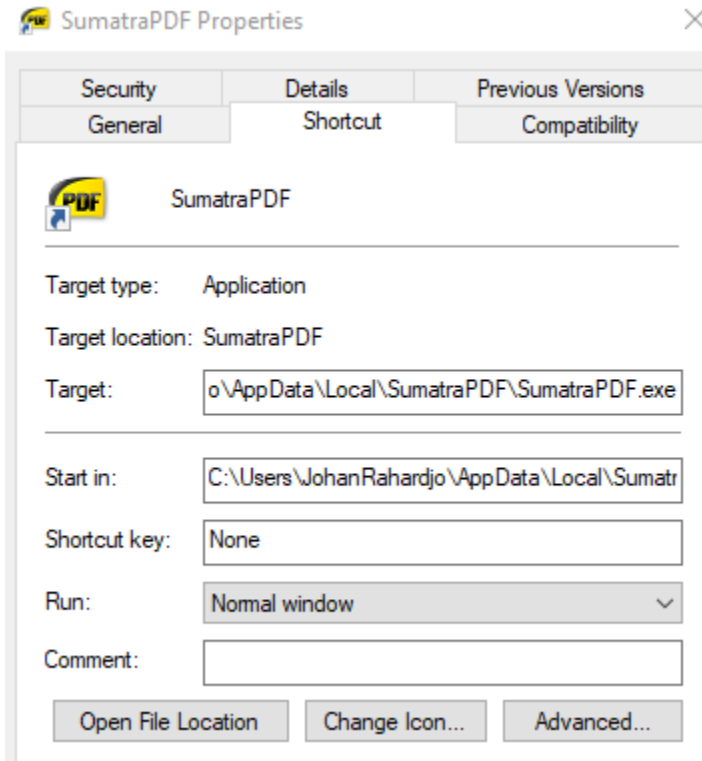 SumatraPDF Properties
Security Details Previous Versions
General Shortcut Compatibility
PDF SumatraPDF
Target type: Application
Target location: SumatraPDF
Target: o\AppData\Local\SumatraPDF\SumatraPDF.exe
Start in: C:\Users\JohanRahardjo\AppData\Local\Sumatr
Shortcut key: None
Run: Normal window
Comment:
Open File Location Change Icon... Advanced...